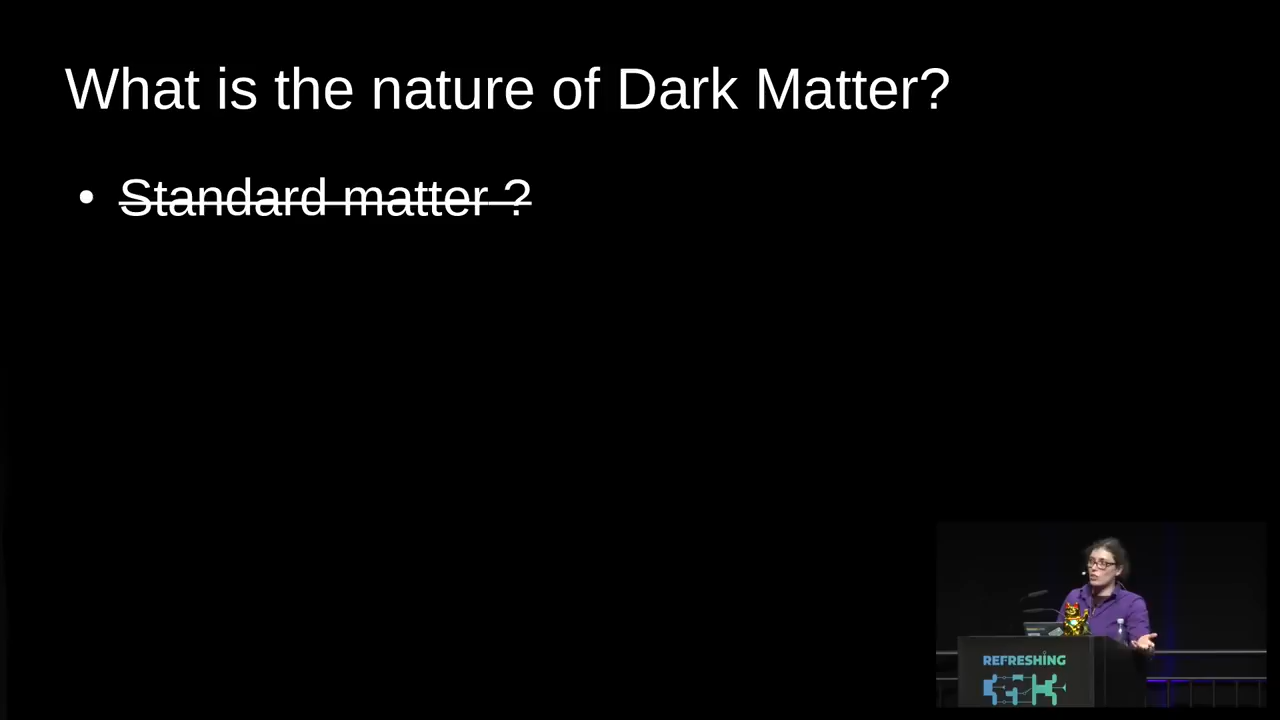 What is the nature of Dark Matter?
• Standard matter ?
REFRESHING